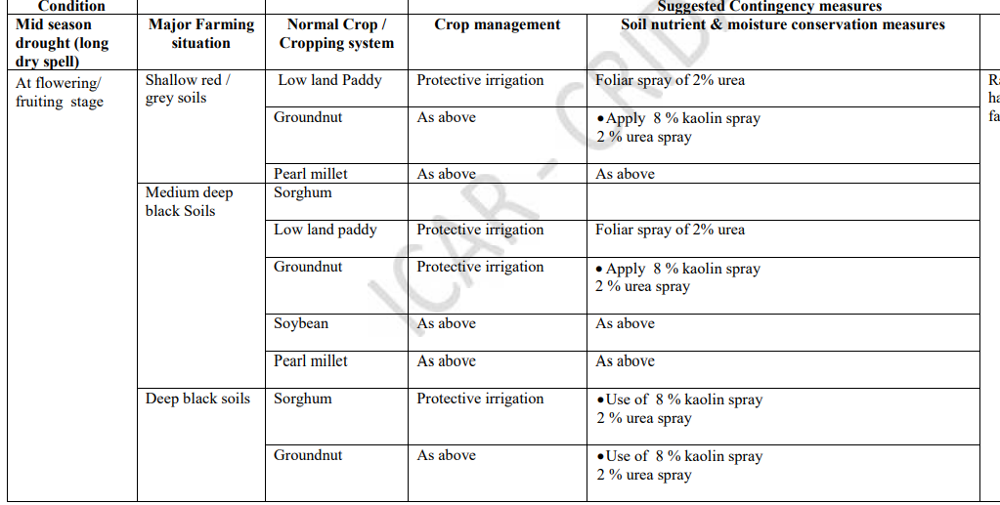 Condition
Suggested Contingency measures
Mid season
drought (long
dry spell)
Major Farming
situation
Normal Crop /
Cropping system
Crop management
Soil nutrient & moisture conservation measures
At flowering/
fruiting stage
Shallow red /
grey soils
Low land Paddy
Protective irrigation
Foliar spray of 2% urea
Groundnut
As above
•Apply 8 % kaolin spray
2 % urea spray
Pearl millet
As above
As above
Medium deep
black Soils
Sorghum
Low land paddy
Protective irrigation
Foliar spray of 2% urea
Groundnut
Protective irrigation
• Apply 8 % kaolin spray
2 % urea spray
Soybean
As above
As above
Pearl millet
As above
As above
Deep black soils
Sorghum
Protective irrigation
•Use of 8 % kaolin spray
2 % urea spray
Groundnut
As above
•Use of 8 % kaolin spray
2 % urea spray
ICAR - CRID